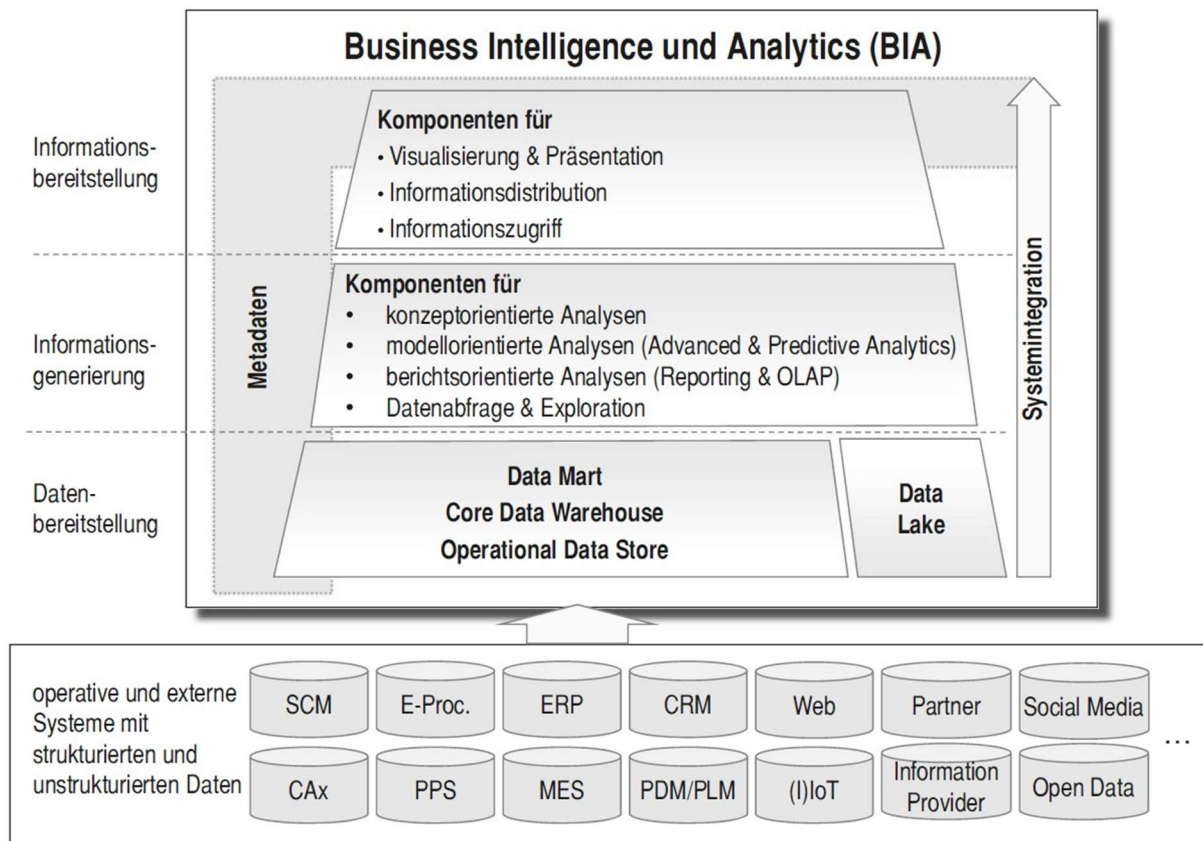 Business Intelligence und Analytics (BIA)
Informations-
bereitstellung
Komponenten für
• Visualisierung & Präsentation
• Informationsdistribution
• Informationszugriff
Informations-
generierung
Metadaten
Komponenten für
• konzeptorientierte Analysen
• modellorientierte Analysen (Advanced & Predictive Analytics)
• berichtsorientierte Analysen (Reporting & OLAP)
• Datenabfrage & Exploration
Systemintegration
Daten-
bereitstellung
Data Mart
Core Data Warehouse
Operational Data Store
Data
Lake
operative und externe
Systeme mit
strukturierten und
unstrukturierten Daten
SCM
E-Proc.
ERP
CRM
Web
Partner
Social Media
CAx
PPS
MES
PDM/PLM
(I)IoT
Information
Provider
Open Data
...